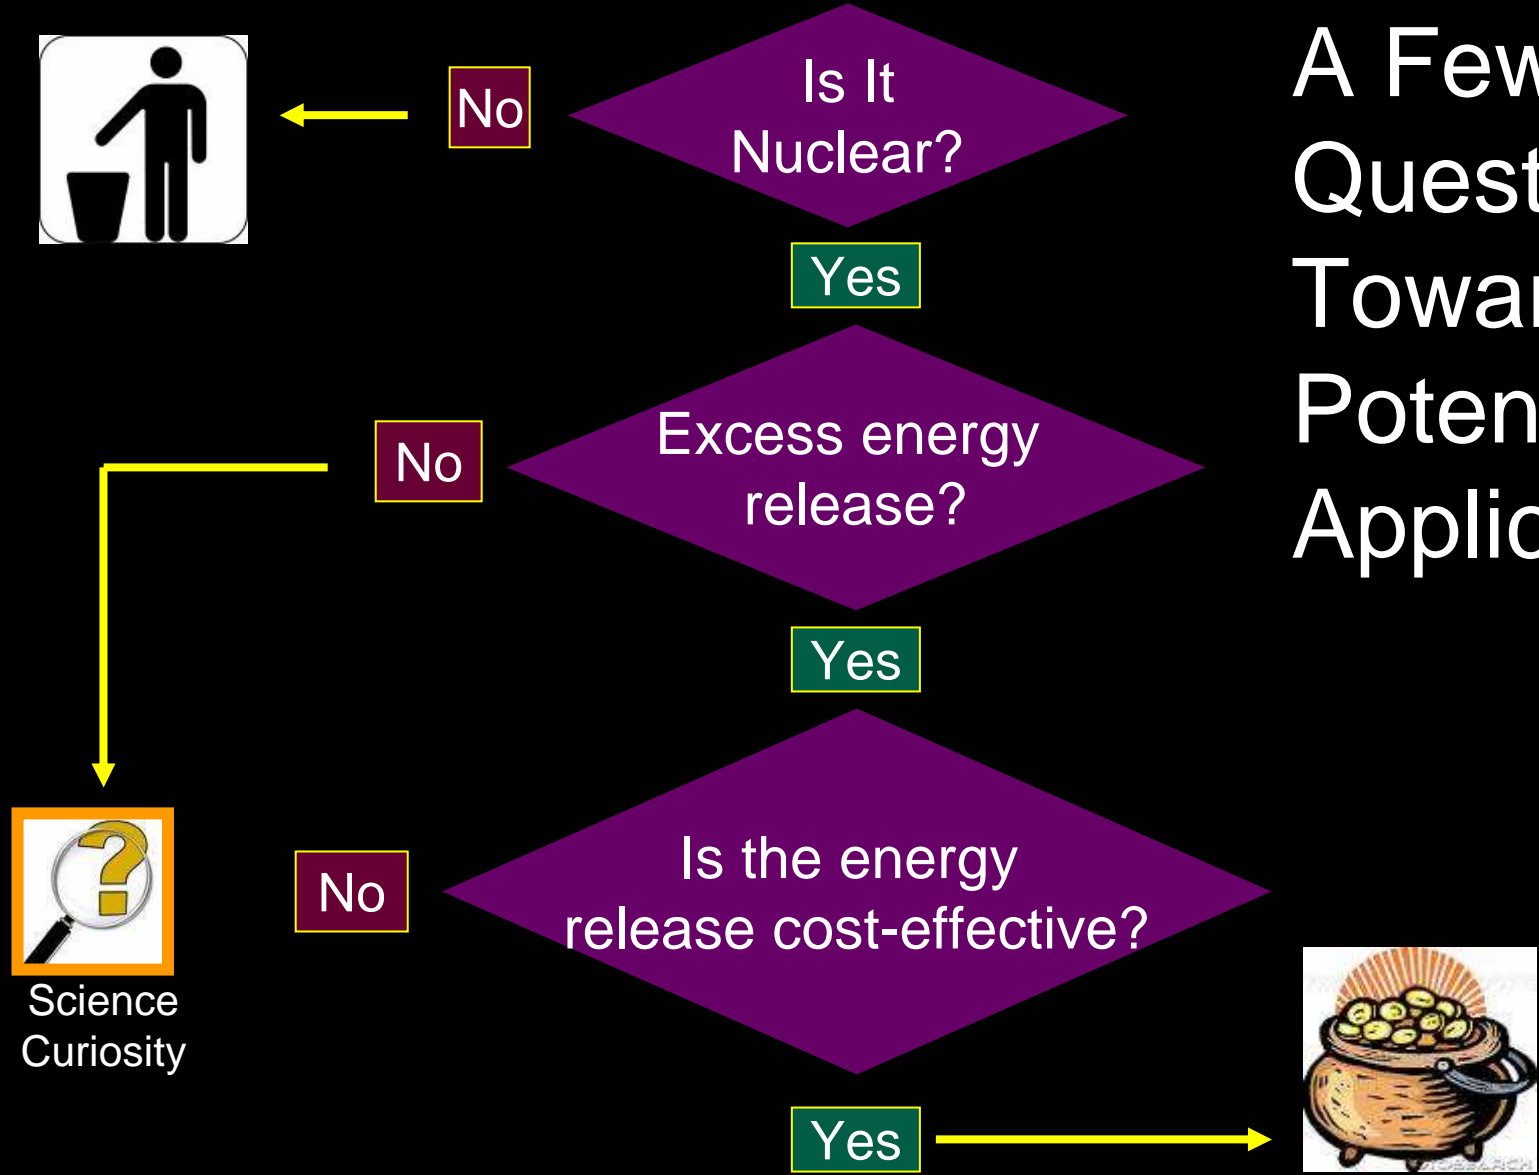 A Few
Is It
Nuclear?
No
Yes
Excess energy
release?
No
Yes
Is the energy
release cost-effective?
No
Yes
Science
Curiosity